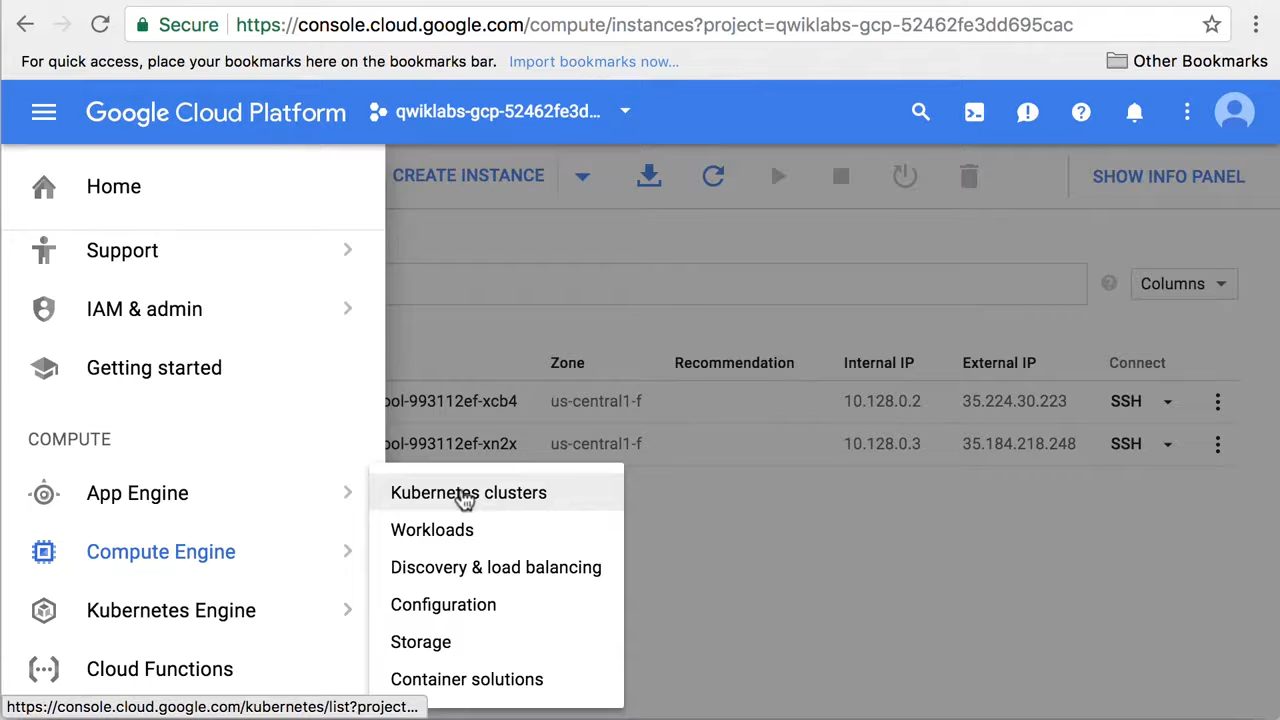 Secure https://console.cloud.google.com/compute/instances?project=qwiklabs-gcp-52462fe3dd695cac
For quick access, place your bookmarks here on the bookmarks bar. Import bookmarks now... Other Bookmarks
Google Cloud Platform qwiklabs-gcp-52462fe3d...
Home
CREATE INSTANCE SHOW INFO PANEL
Support
IAM & admin
Columns
Getting started
Zone Recommendation Internal IP External IP Connect
ool-993112ef-xcb4 us-central1-f 10.128.0.2 35.224.30.223 SSH
COMPUTE
ool-993112ef-xn2x us-central1-f 10.128.0.3 35.184.218.248 SSH
App Engine
Kubernetes clusters
Workloads
Compute Engine
Discovery & load balancing
Configuration
Kubernetes Engine
Storage
Cloud Functions
Container solutions
https://console.cloud.google.com/kubernetes/list?project...